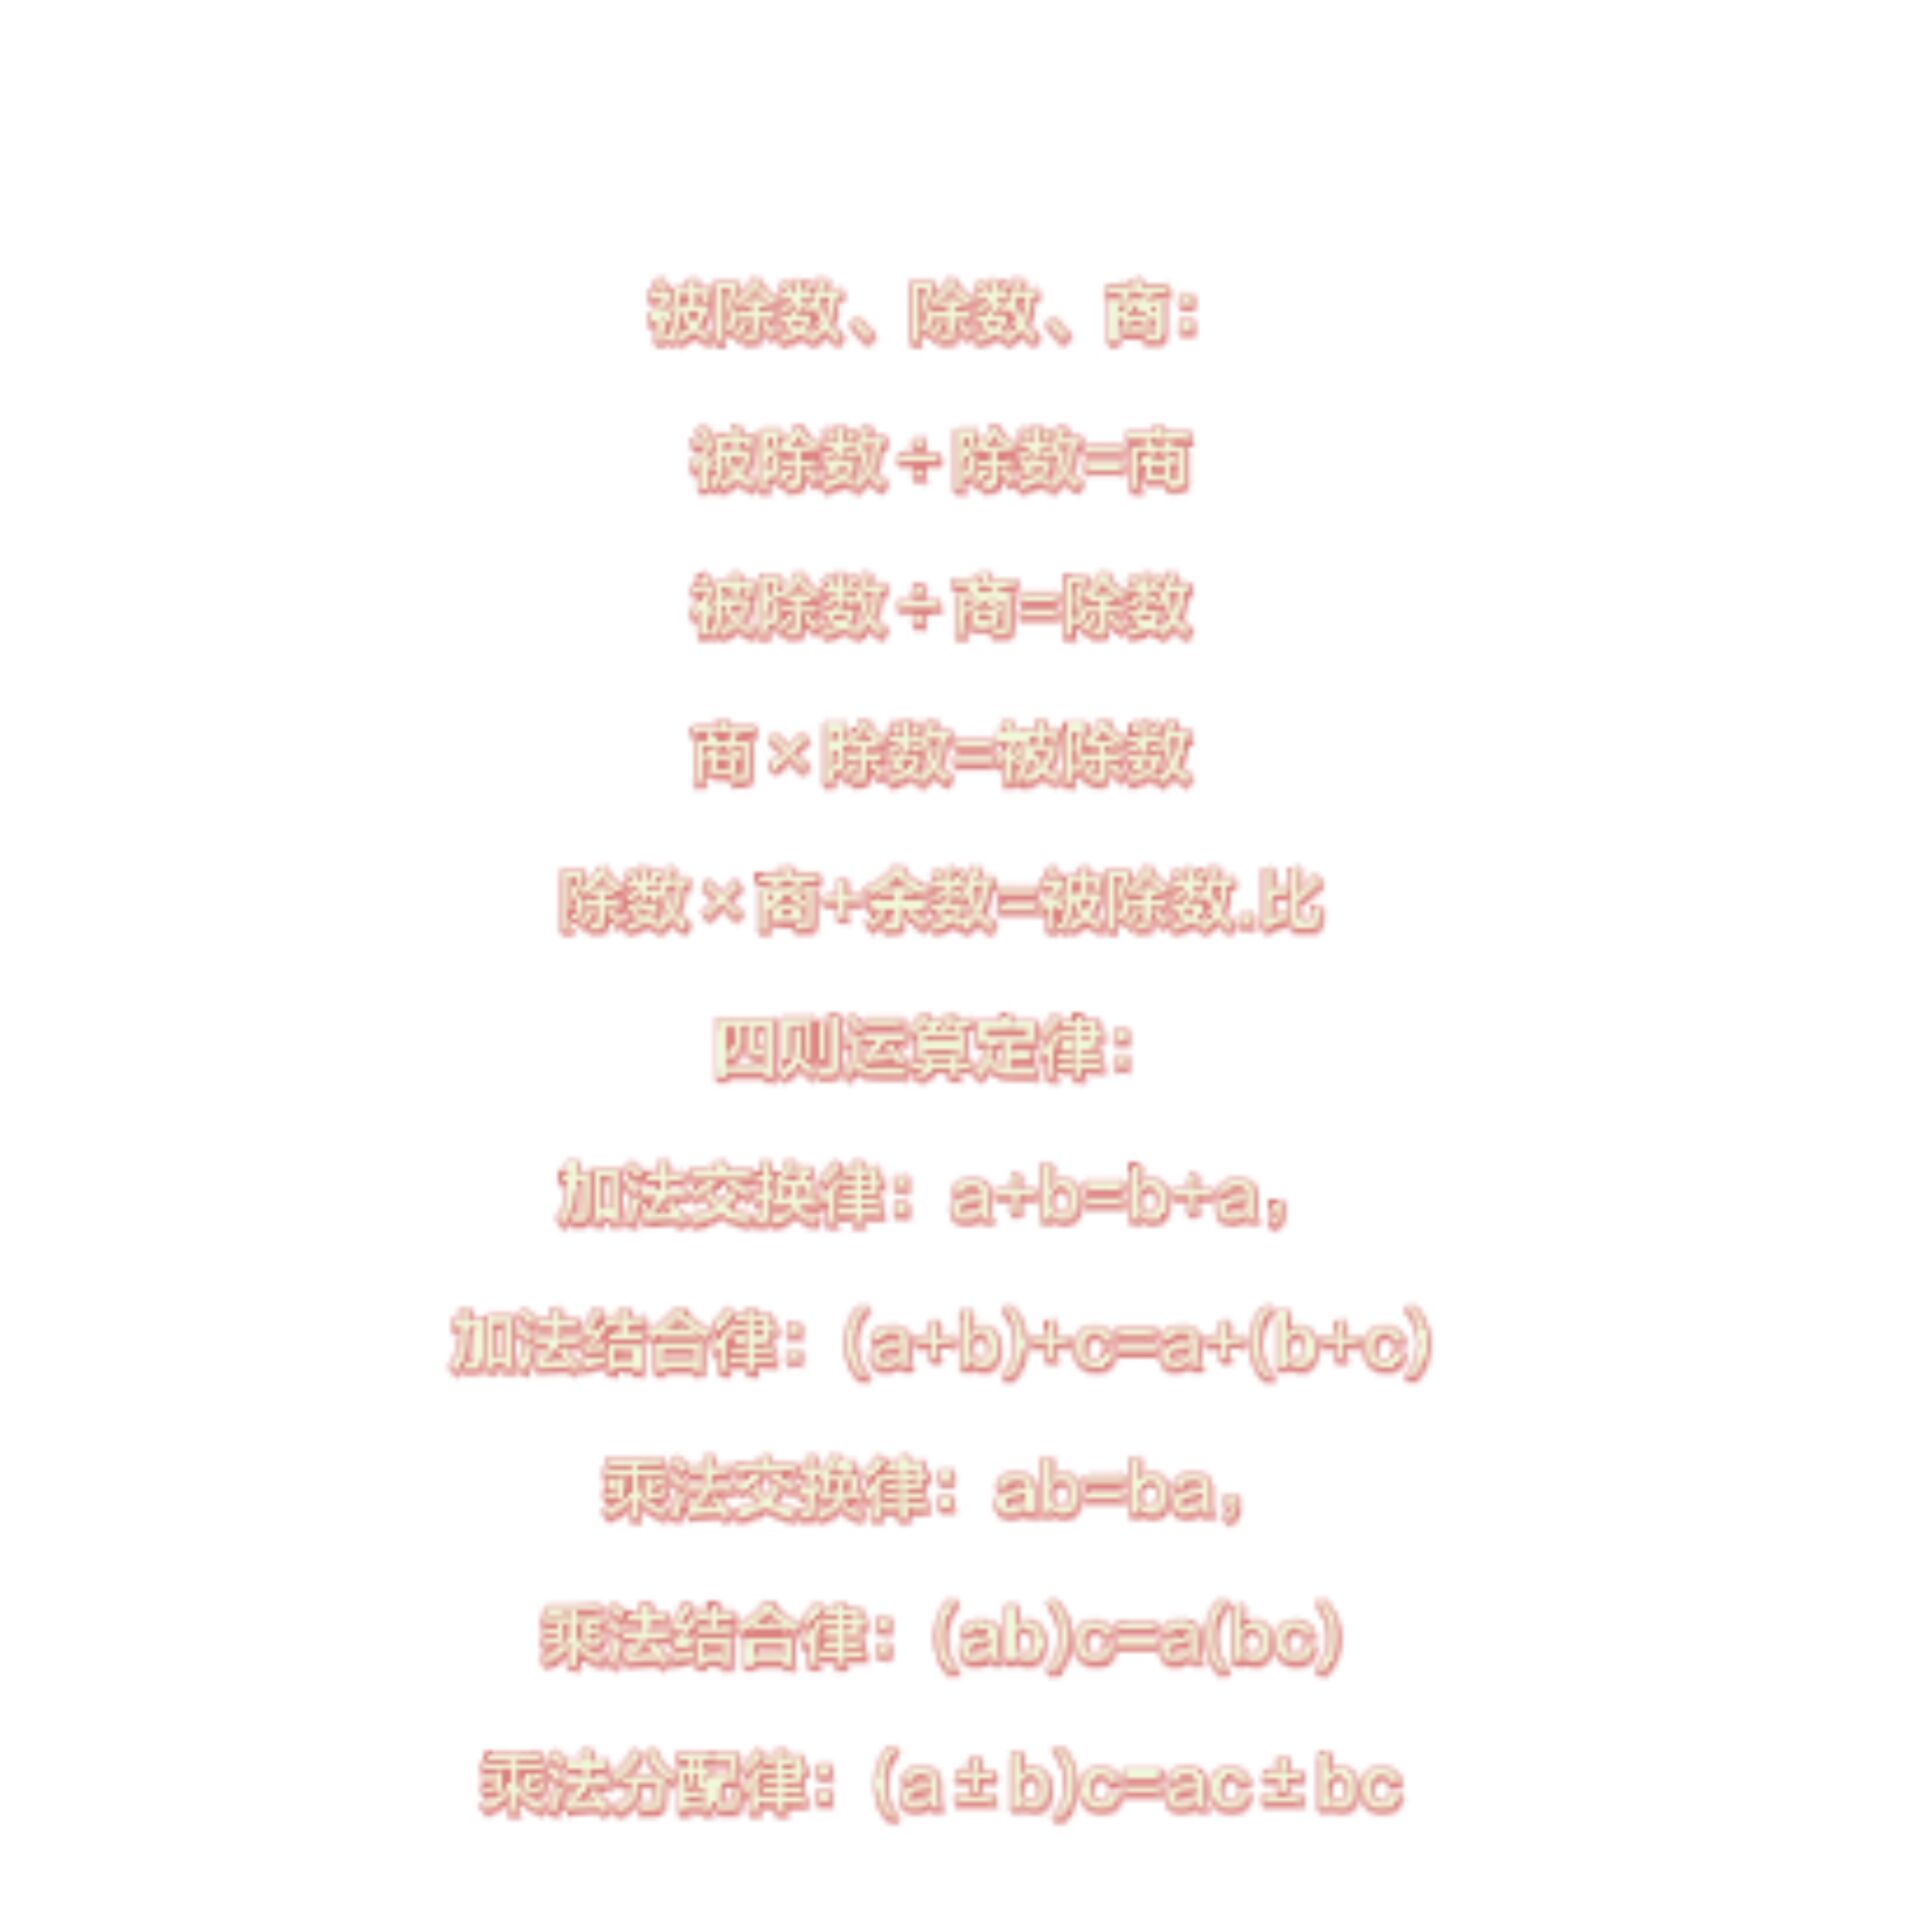 被除数、除数、商：
被除数÷除数=商
被除数÷商=除数
商×除数=被除数
除数×商+余数=被除数.比
四则运算定律：
加法交换律：a+b=b+a，
加法结合律：(a+b)+c=a+(b+c)
乘法交换律：ab=ba，
乘法结合律：(ab)c=a(bc)
乘法分配律：(a±b)c=ac±bc